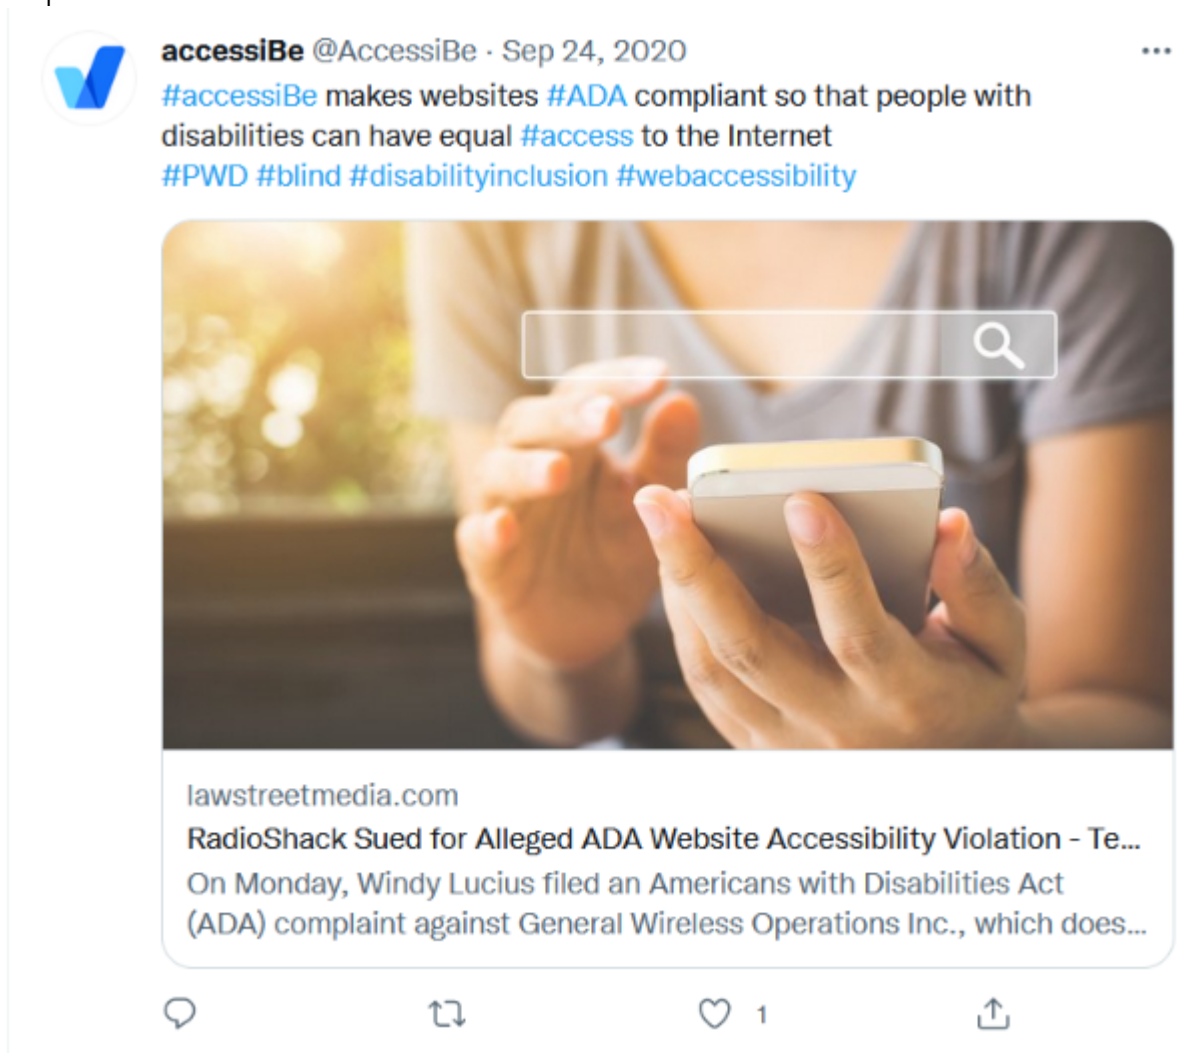 accessiBe @AccessiBe · Sep 24, 2020
#accessiBe makes websites #ADA compliant so that people with
disabilities can have equal #access to the Internet
#PWD #blind #disabilityinclusion #webaccessibility
lawstreetmedia.com
RadioShack Sued for Alleged ADA Website Accessibility Violation - Te...
On Monday, Windy Lucius filed an Americans with Disabilities Act
(ADA) complaint against General Wireless Operations Inc., which does...
1